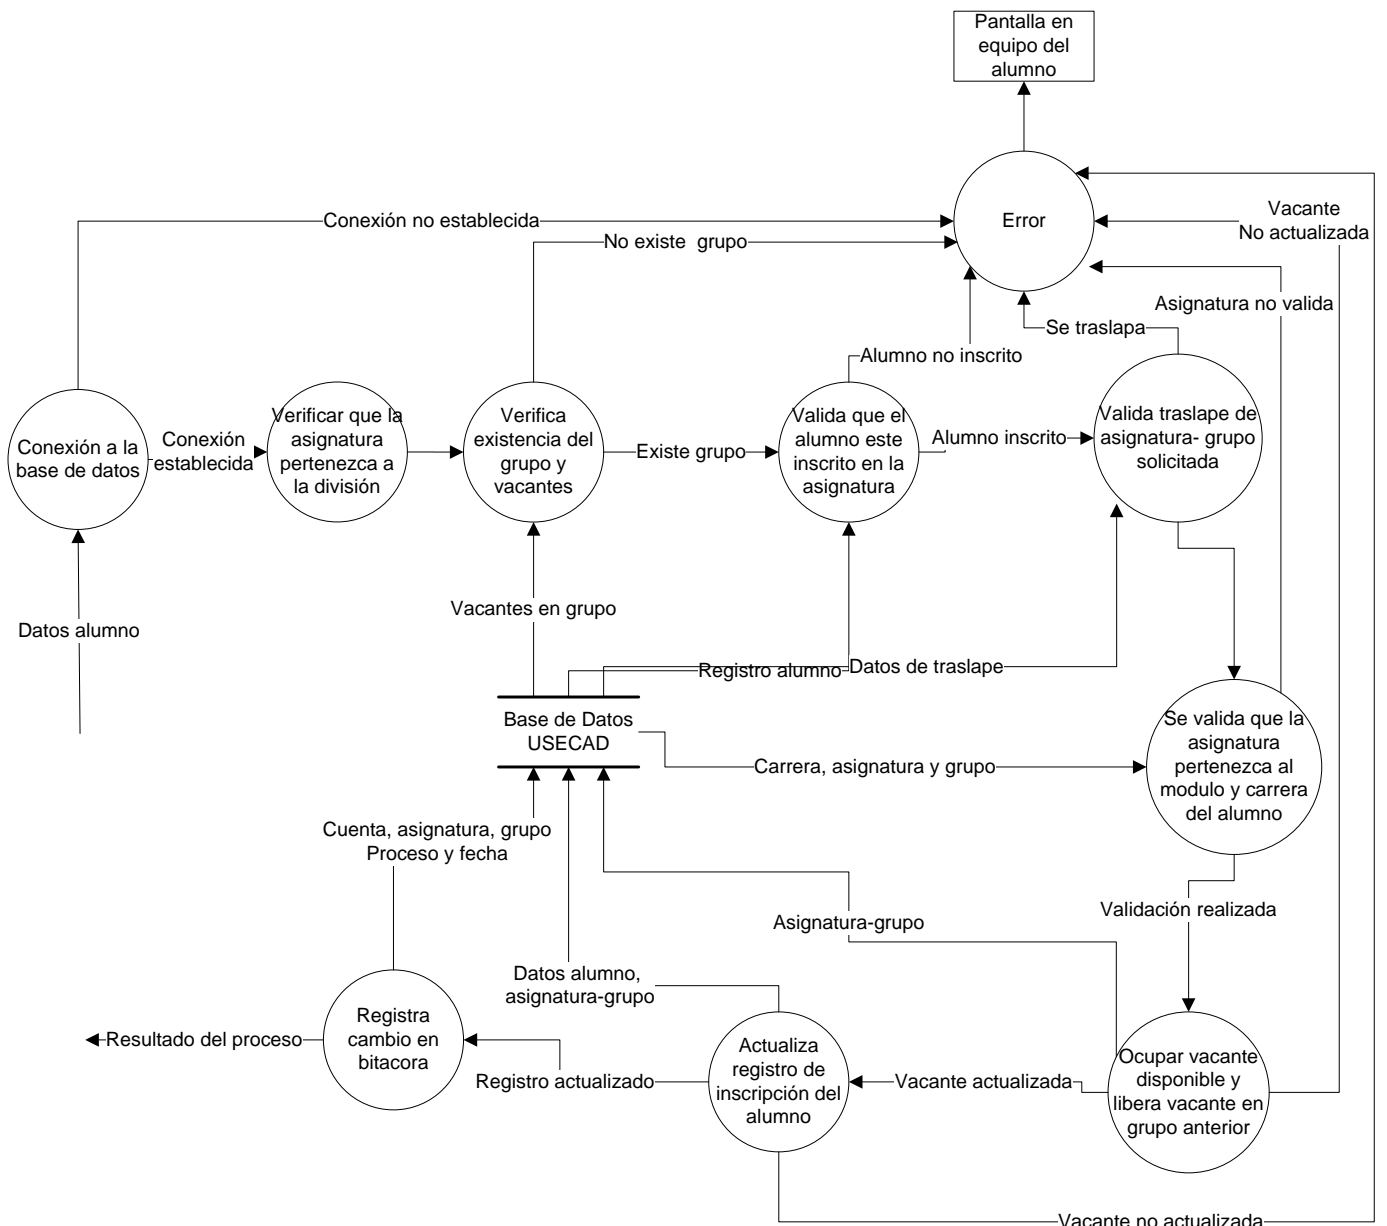 Pantalla en
equipo del
alumno
Error
Conexión no establecida
No existe  grupo
Vacante
No actualizada
Asignatura no valida
Se traslapa
Alumno no inscrito
Conexión a la
base de datos
Conexión
establecida
Verificar que la
asignatura
pertenezca a
la división
Verifica
existencia del
grupo y
vacantes
Existe grupo
Valida que el
alumno este
inscrito en la
asignatura
Alumno inscrito
Valida traslape de
asignatura- grupo
solicitada
Datos alumno
Vacantes en grupo
Registro alumno
Datos de traslape
Base de Datos
USECAD
Carrera, asignatura y grupo
Se valida que la
asignatura
pertenezca al
modulo y carrera
del alumno
Cuenta, asignatura, grupo
Proceso y fecha
Asignatura-grupo
Validación realizada
Datos alumno,
asignatura-grupo
Resultado del proceso
Registra
cambio en
bitacora
Registro actualizado
Actualiza
registro de
inscripción del
alumno
Vacante actualizada
Ocupar vacante
disponible y
libera vacante en
grupo anterior
Vacante no actualizada